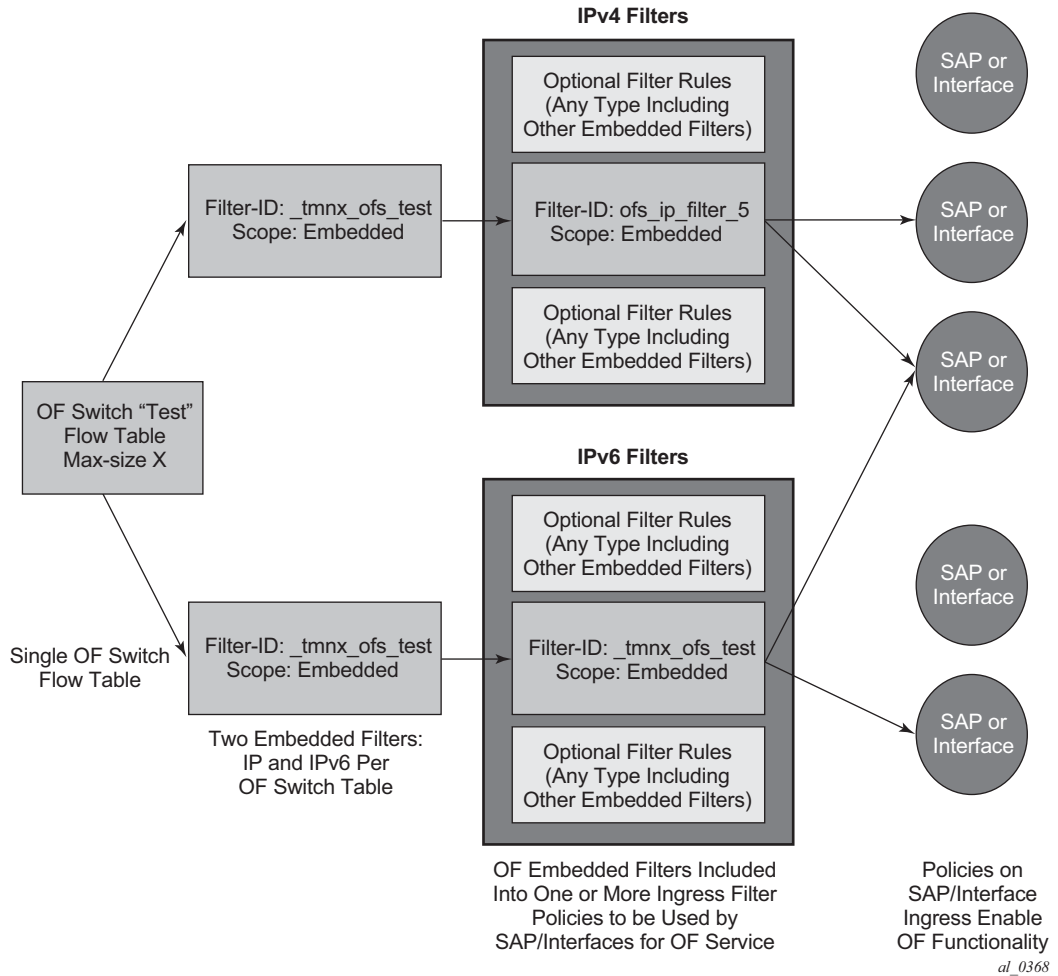 IPv4 Filters
Optional Filter Rules
(Any Type Including
Other Embedded Filters)
Filter-ID: _tmnx_ofs_test
Scope: Embedded
Filter-ID: ofs_ip_filter_5
Scope: Embedded
Optional Filter Rules
(Any Type Including
Other Embedded Filters)
SAP or
Interface
SAP or
Interface
SAP or
Interface
OF Switch “Test”
Flow Table
Max-size X
Single OF Switch
Flow Table
IPv6 Filters
Optional Filter Rules
(Any Type Including
Other Embedded Filters)
Filter-ID: _tmnx_ofs_test
Scope: Embedded
Filter-ID: _tmnx_ofs_test
Scope: Embedded
Optional Filter Rules
(Any Type Including
Other Embedded Filters)
SAP or
Interface
SAP or
Interface
Two Embedded Filters:
IP and IPv6 Per
OF Switch Table
OF Embedded Filters Included
Into One or More Ingress Filter
Policies to be Used by
SAP/Interfaces for OF Service
Policies on
SAP/Interface
Ingress Enable
OF Functionality
al_0368